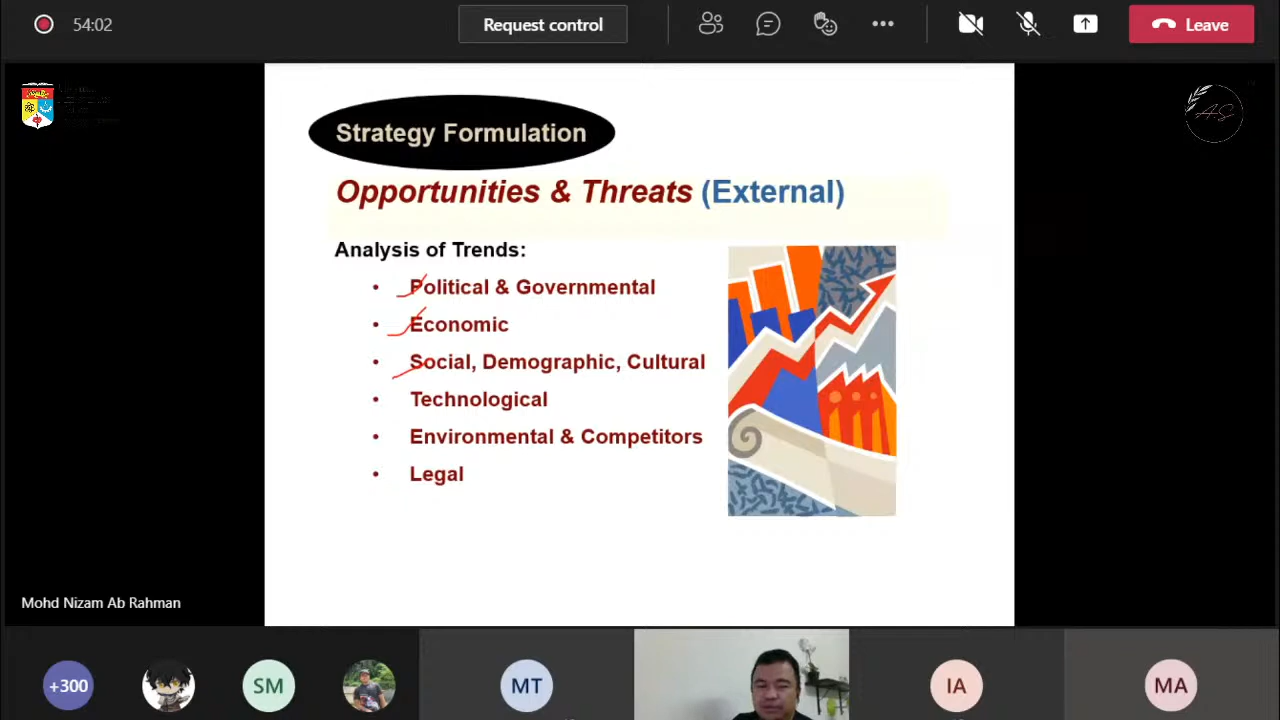 54:02
Request control
Leave
AS
Strategy Formulation
Opportunities & Threats (External)
Analysis of Trends:
• Political & Governmental
• Economic
• Social, Demographic, Cultural
• Technological
• Environmental & Competitors
• Legal
Mohd Nizam Ab Rahman
+300
SM
MT
IA
MA